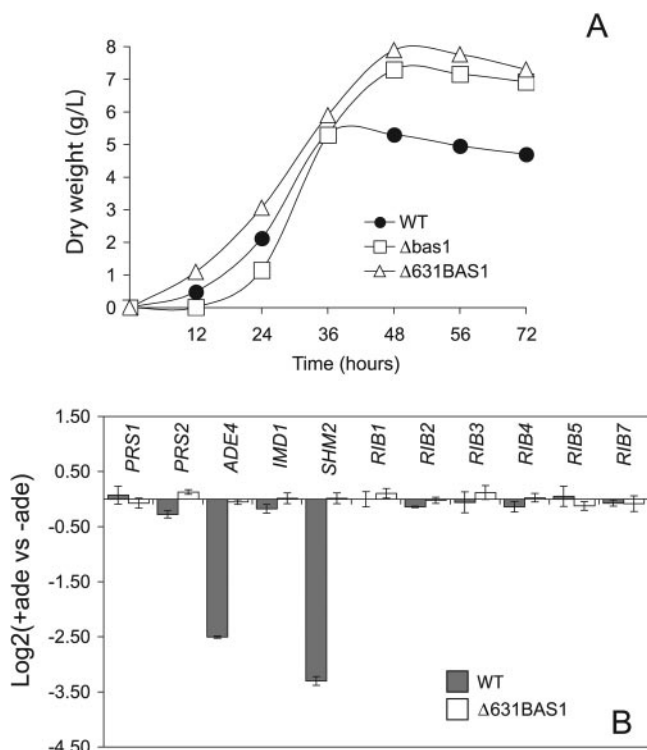 A
Dry weight (g/L)
8
7
6
5
4
3
2
1
0
WT
Δbas1
Δ631BAS1
12 24 36 48 56 72
Time (hours)
Log2(+ade vs -ade)
1.50
0.50
-0.50
-1.50
-2.50
-3.50
-4.50
PRS1 PRS2 ADE4 IMD1 SHM2 RIB1 RIB2 RIB3 RIB4 RIB5 RIB7
WT
Δ631BAS1
B